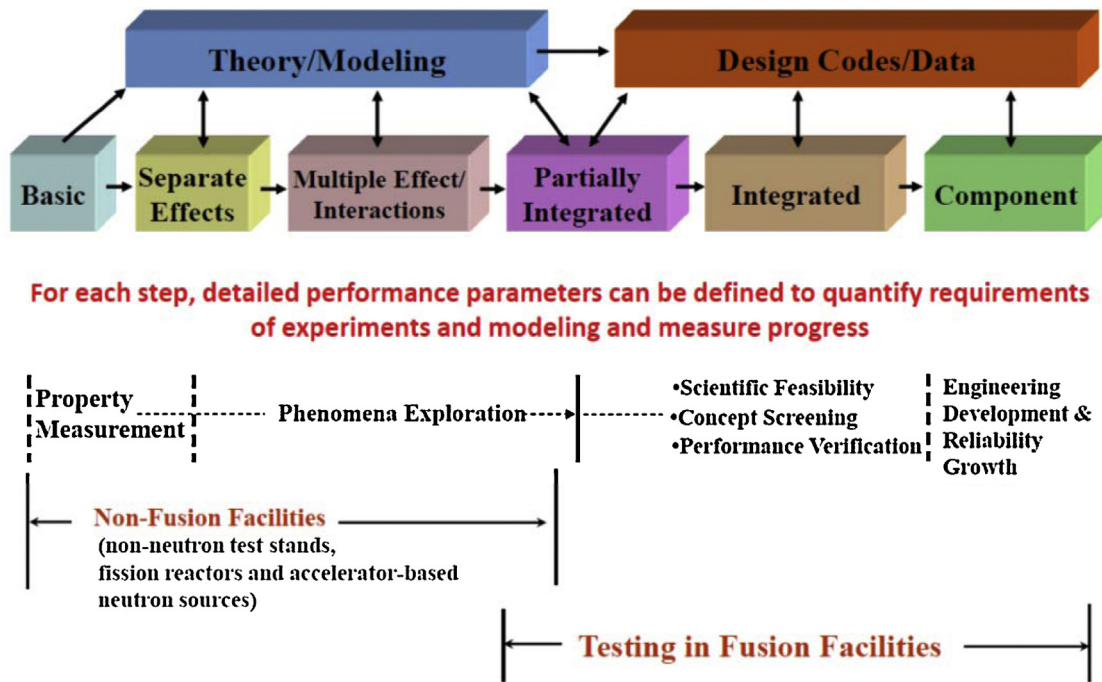 Theory/Modeling
Design Codes/Data
Basic
Separate
Effects
Multiple Effect/
Interactions
Partially
Integrated
Integrated
Component
For each step, detailed performance parameters can be defined to quantify requirements
of experiments and modeling and measure progress
Property
Measurement
Phenomena Exploration
•Scientific Feasibility
•Concept Screening
•Performance Verification
Engineering
Development &
Reliability
Growth
Non-Fusion Facilities
(non-neutron test stands,
fission reactors and accelerator-based
neutron sources)
Testing in Fusion Facilities